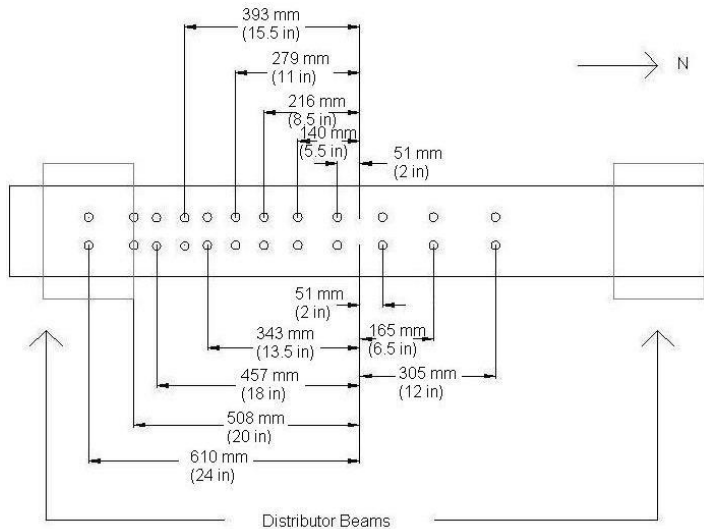 393 mm
(15.5 in)
279 mm
(11 in)
N
216 mm
(8.5 in)
140 mm
(5.5 in)
51 mm
(2 in)
51 mm
(2 in)
165 mm
(6.5 in)
343 mm
(13.5 in)
305 mm
(12 in)
457 mm
(18 in)
508 mm
(20 in)
610 mm
(24 in)
Distributor Beams